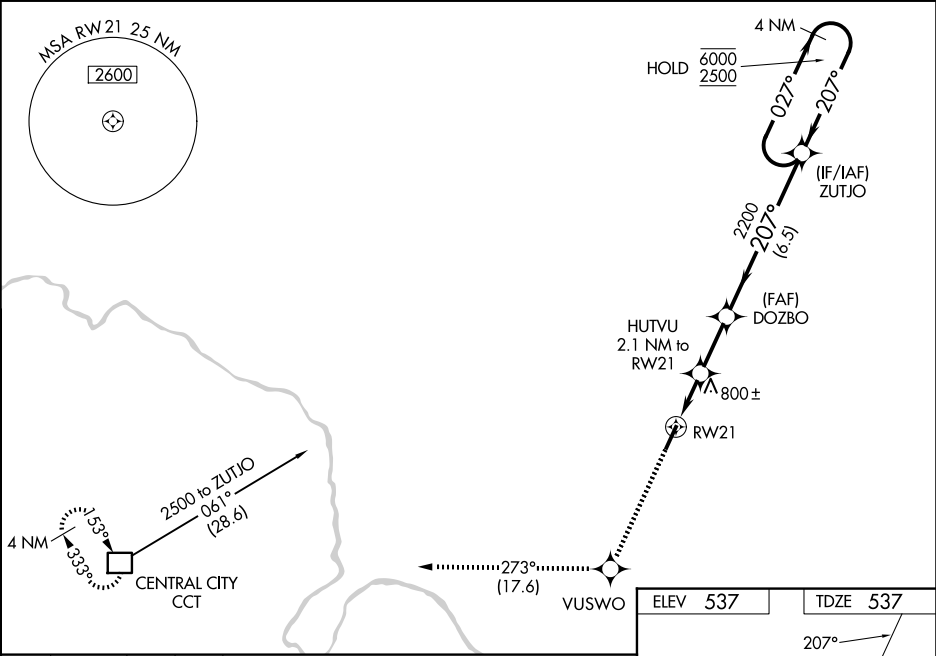 MSA RW21 25 NM
2600
4 NM
HOLD 6000
2500
027°
207°
(IF/IAF)
ZUTJO
2200
207°
(6.5)
(FAF)
DOZBO
HUTVU
2.1 NM to
RW21
800±
RW21
2500 to ZUTJO
061°
(28.6)
4 NM
153°
333°
CENTRAL CITY
CCT
273°
(17.6)
VUSWO
ELEV 537
TDZE 537
207°